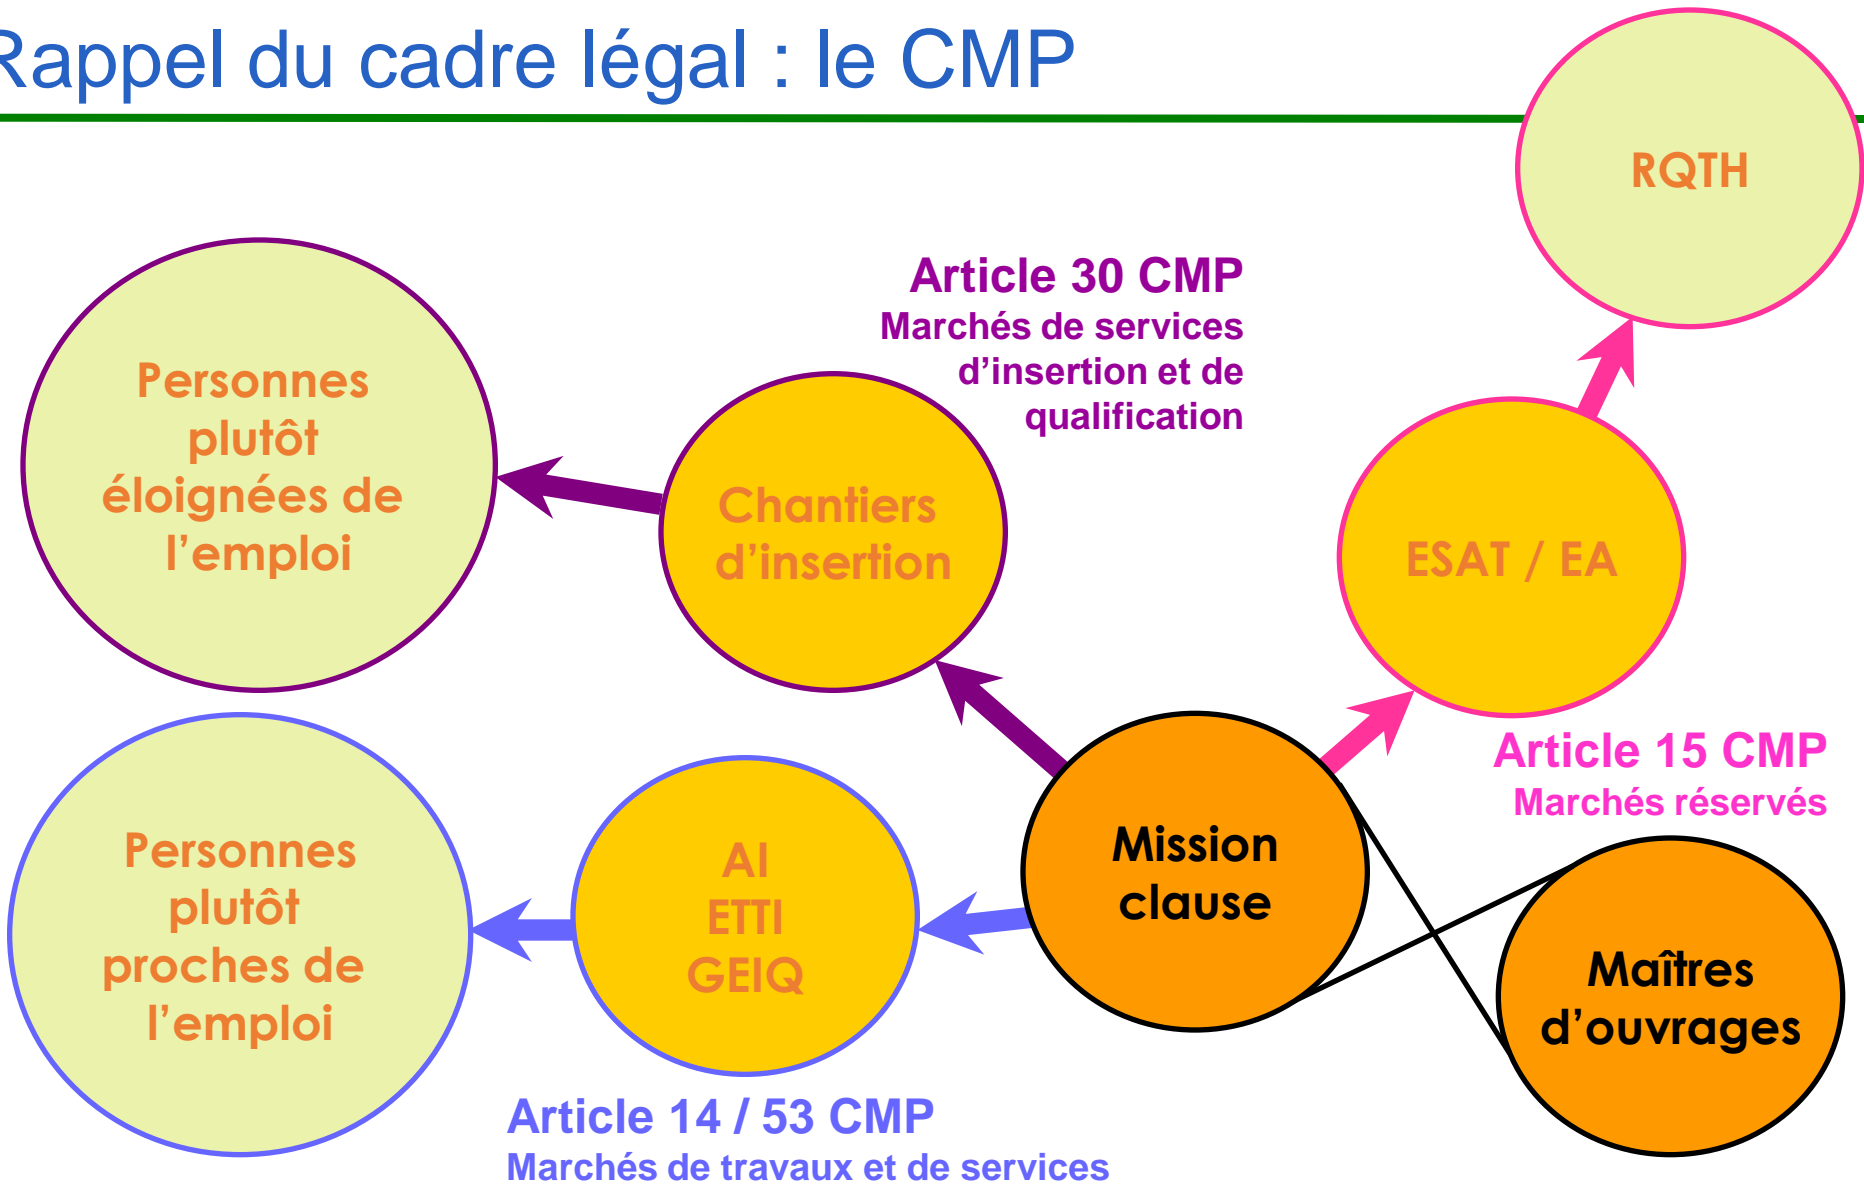 Rappel du cadre légal : le CMP
RQTH
Article 30 CMP
Marchés de services
d’insertion et de
qualification
Personnes
plutôt
éloignées de
l’emploi
Chantiers
d’insertion
ESAT / EA
Article 15 CMP
Marchés réservés
Mission
clause
Personnes
plutôt
proches de
l’emploi
AI
ETTI
GEIQ
Maîtres
d’ouvrages
Article 14 / 53 CMP
Marchés de travaux et de services